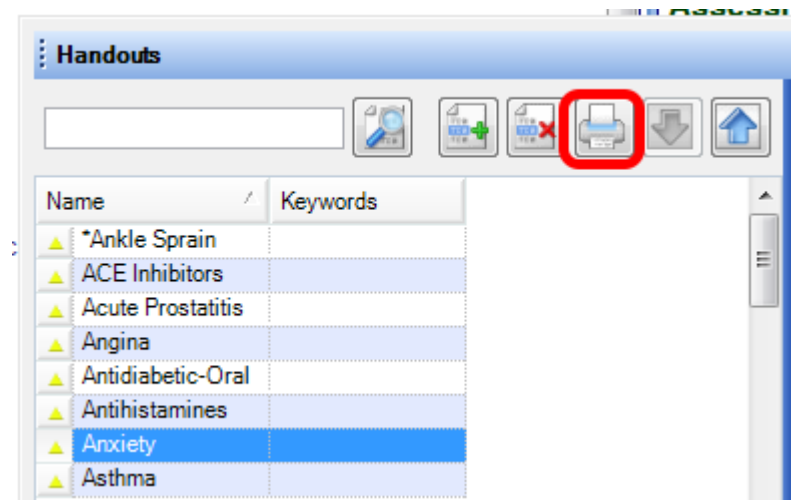 Handouts
Name Keywords
*Ankle Sprain
ACE Inhibitors
Acute Prostatitis
Angina
Antidiabetic-Oral
Antihistamines
Anxiety
Asthma